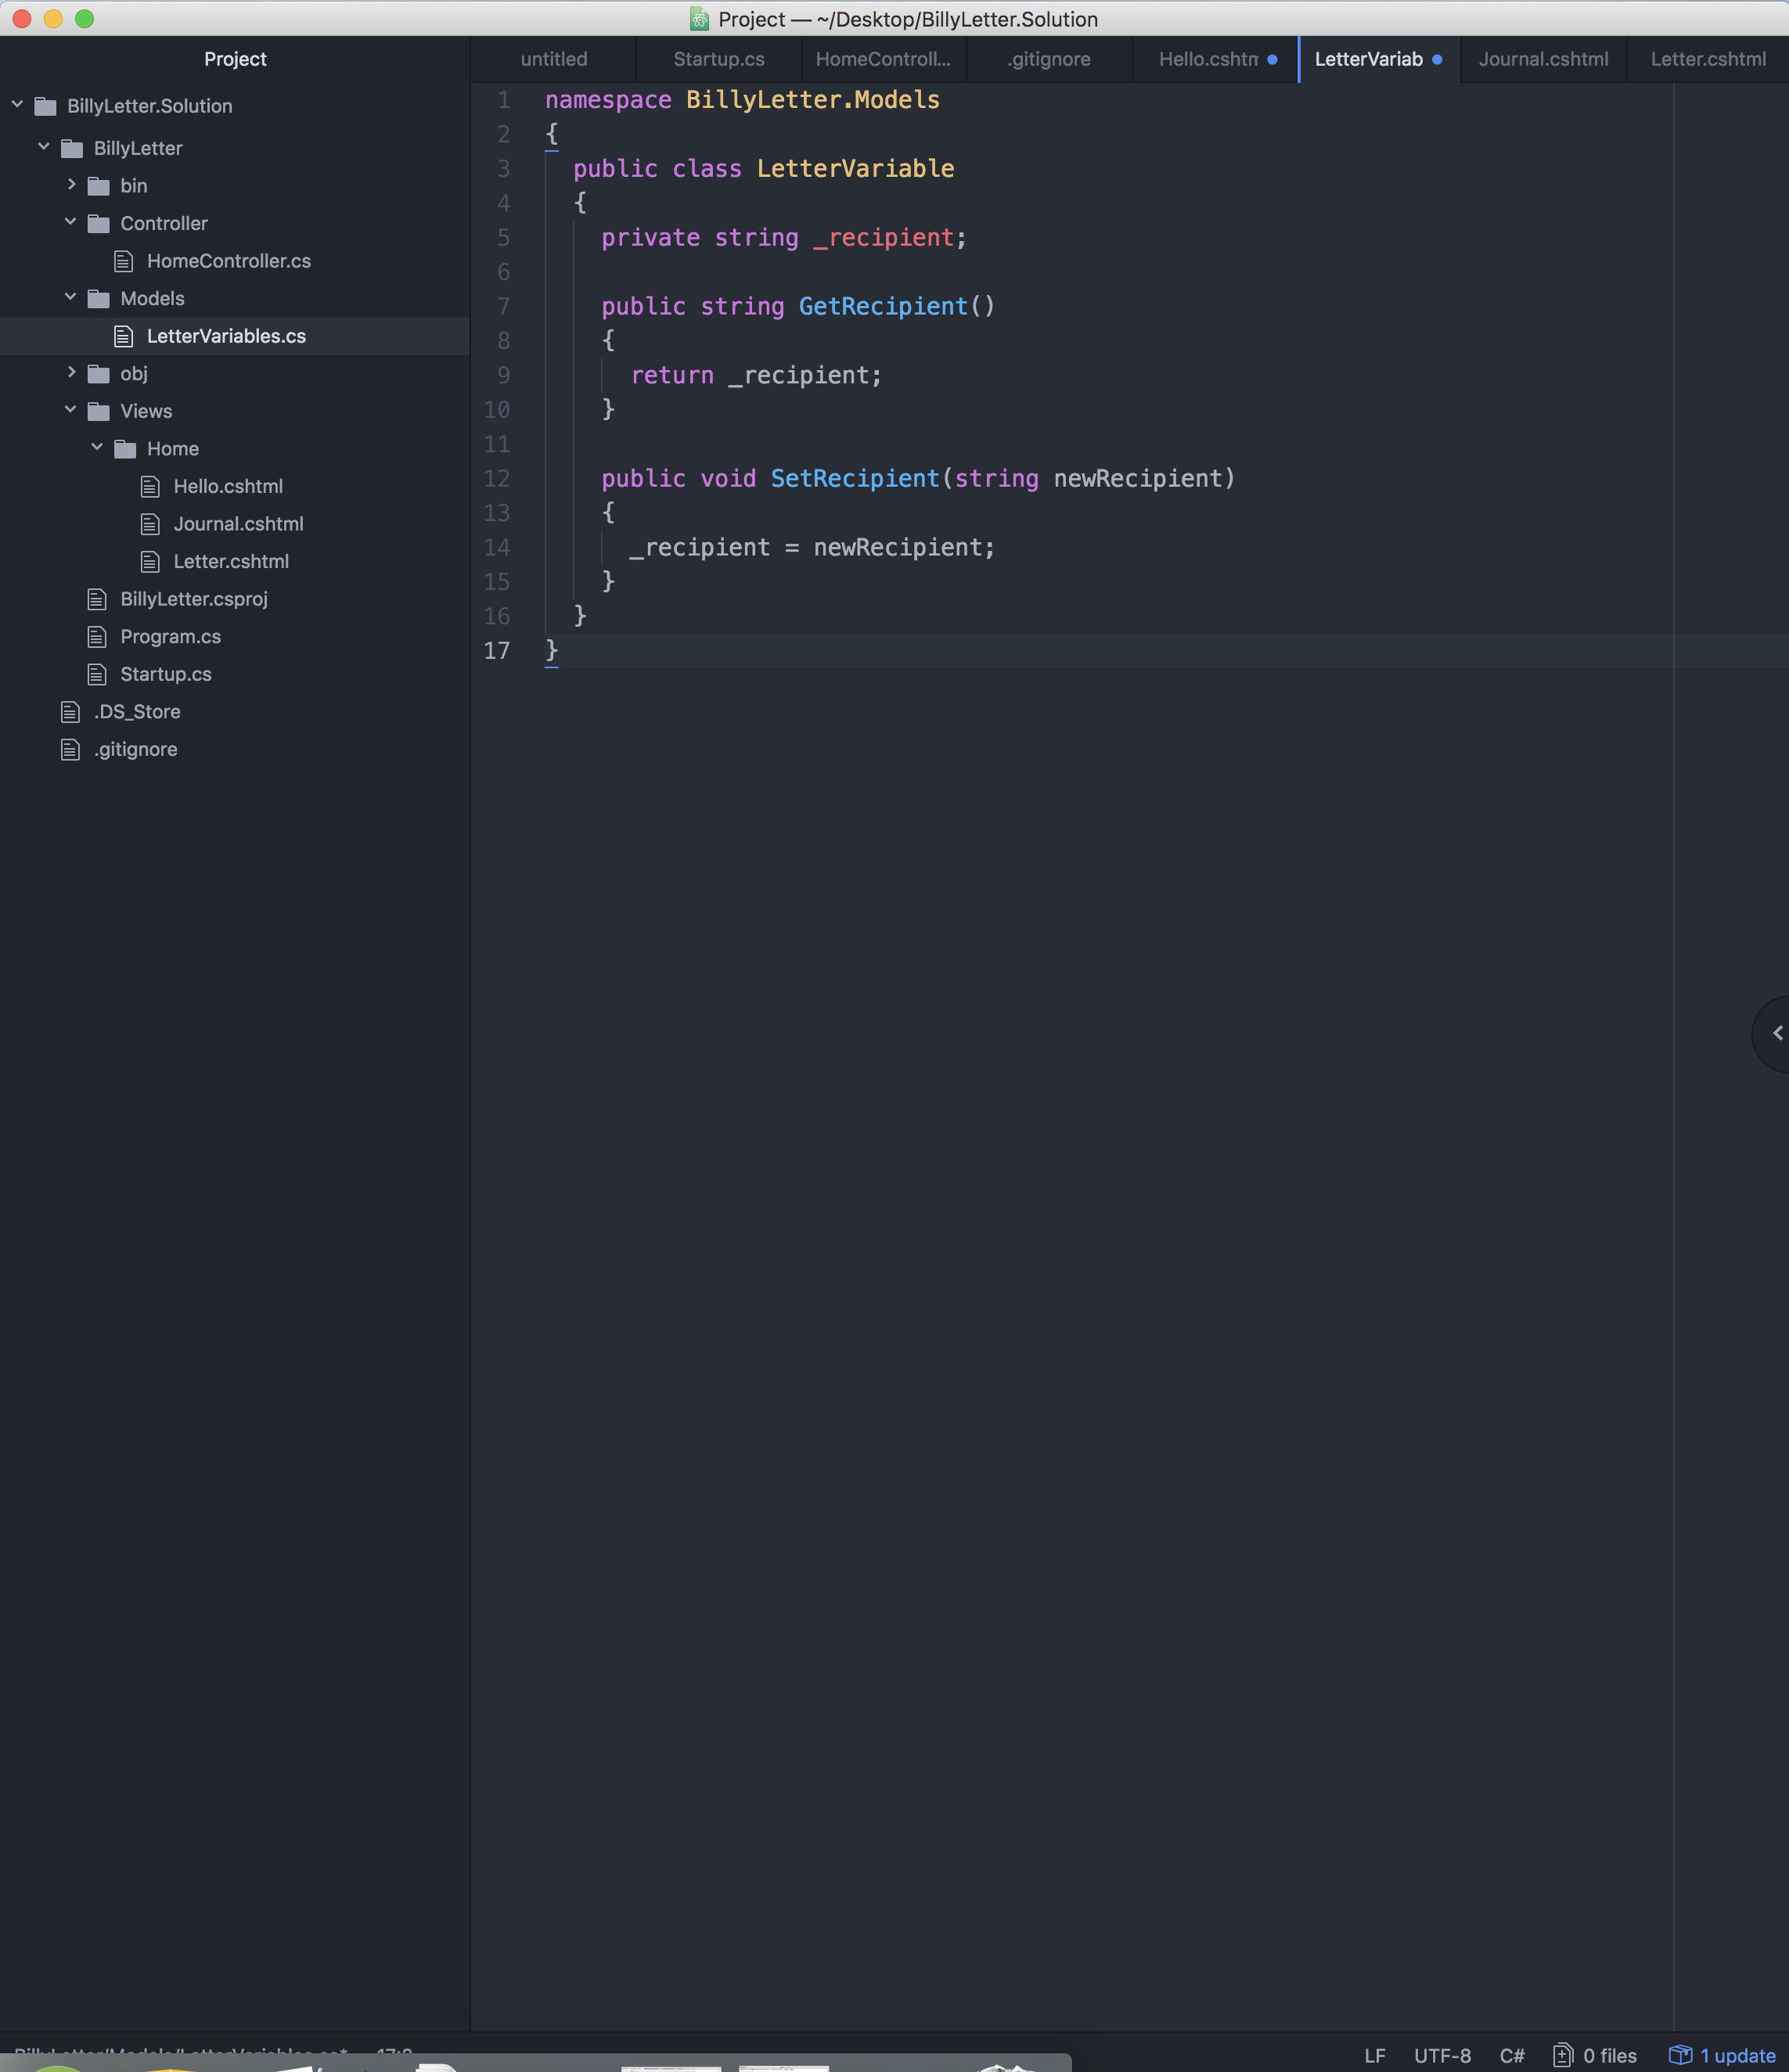 Project — ~/Desktop/BillyLetter.Solution
Project
untitled
Startup.cs
HomeControll...
.gitignore
Hello.cshtm
LetterVariab
Journal.cshtml
Letter.cshtml
BillyLetter.Solution
BillyLetter
bin
Controller
HomeController.cs
Models
LetterVariables.cs
obj
Views
Home
Hello.cshtml
Journal.cshtml
Letter.cshtml
BillyLetter.csproj
Program.cs
Startup.cs
.DS_Store
.gitignore
1 namespace BillyLetter.Models
2 {
3 public class LetterVariable
4 {
5 private string _recipient;
6
7 public string GetRecipient()
8 {
9 return _recipient;
10 }
11
12 public void SetRecipient(string newRecipient)
13 {
14 _recipient = newRecipient;
15 }
16 }
17 }
LF UTF-8 C# 0 files 1 update